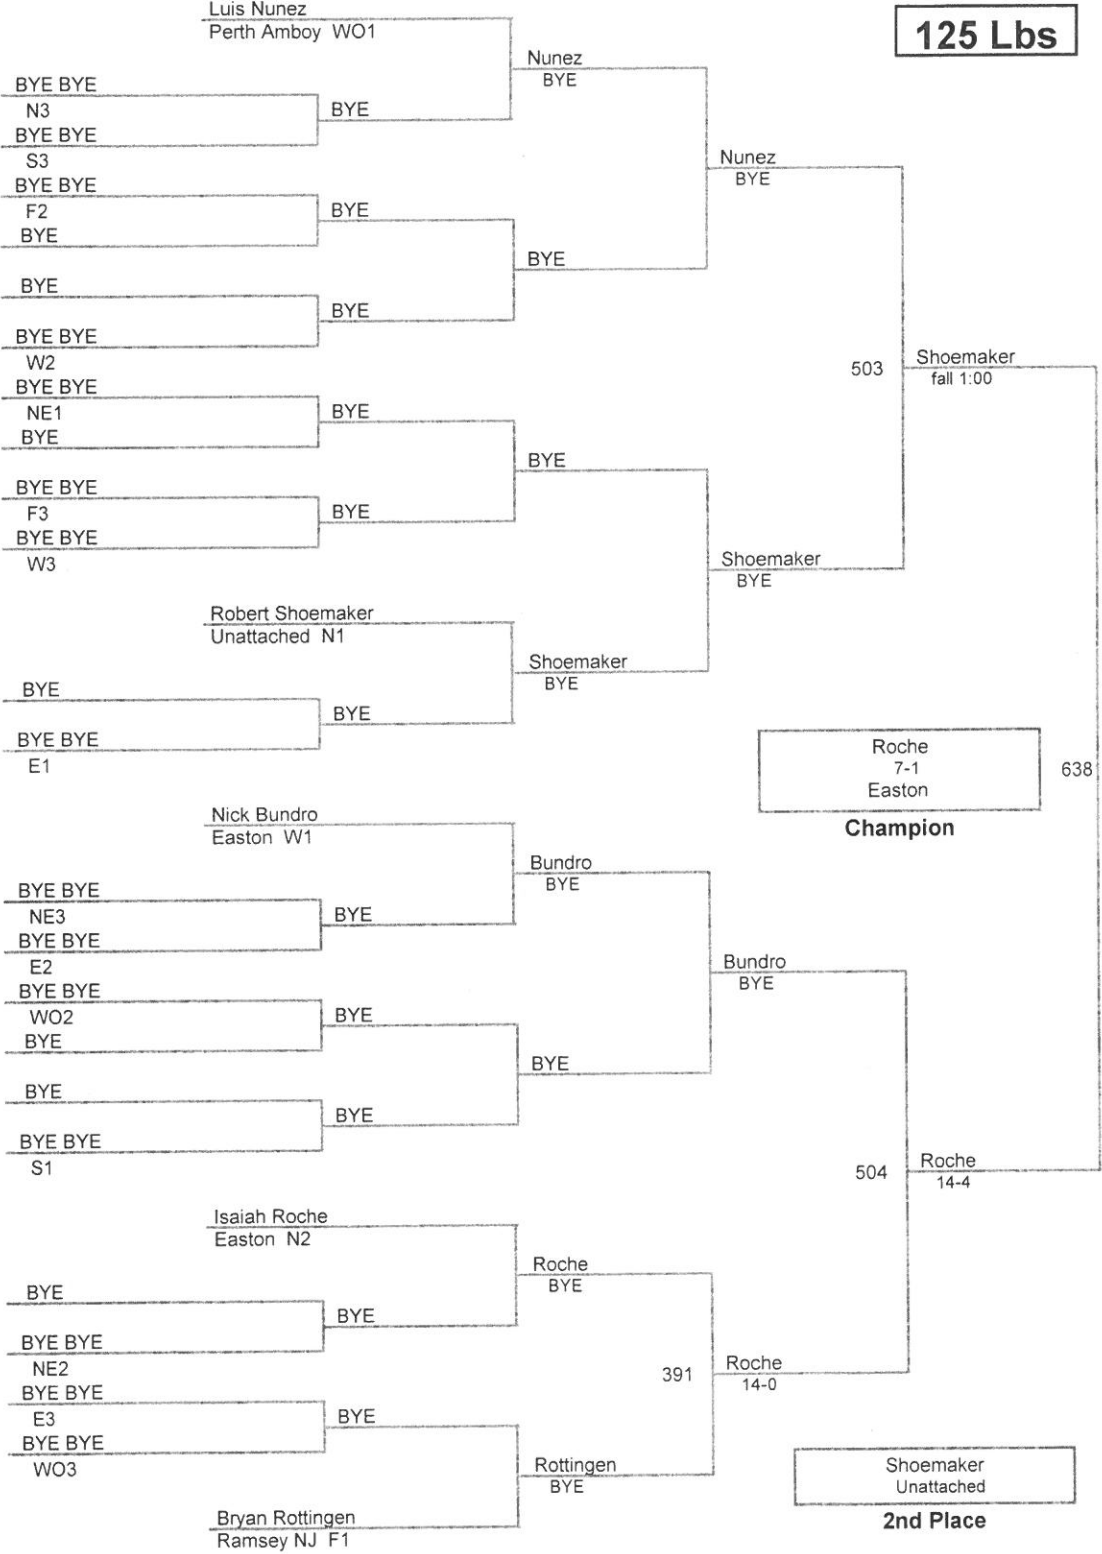 Luis Nunez
Perth Amboy WO1
125 Lbs
Nunez
BYE
BYE BYE
N3
BYE
BYE BYE
S3
Nunez
BYE
BYE BYE
F2
BYE
BYE
BYE
BYE
BYE
BYE BYE
W2
Shoemaker
fall 1:00
503
BYE BYE
NE1
BYE
BYE
BYE
BYE BYE
F3
BYE
BYE BYE
W3
Shoemaker
BYE
Robert Shoemaker
Unattached N1
Shoemaker
BYE
BYE
BYE
BYE BYE
E1
Roche
7-1
Easton
638
Champion
Nick Bundro
Easton W1
Bundro
BYE
BYE BYE
NE3
BYE
BYE BYE
E2
Bundro
BYE
BYE BYE
WO2
BYE
BYE
BYE
BYE
BYE
BYE BYE
S1
504
Roche
14-4
Isaiah Roche
Easton N2
Roche
BYE
BYE
BYE
BYE BYE
NE2
391
Roche
14-0
BYE BYE
E3
BYE
BYE BYE
WO3
Rottingen
BYE
Shoemaker
Unattached
2nd Place
Bryan Rottingen
Ramsey NJ F1